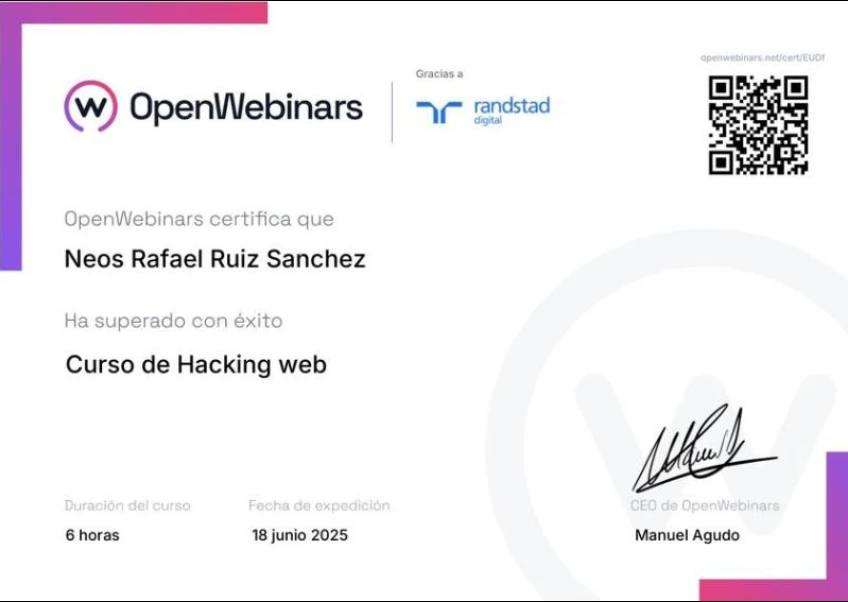 openwebinars.net/cert/EUDf
Gracias a
W OpenWebinars
randstad
digital
OpenWebinars certifica que
Neos Rafael Ruiz Sanchez
Ha superado con éxito
Curso de Hacking web
Duración del curso
Fecha de expedición
CEO de OpenWebinars
6 horas
18 junio 2025
Manuel Agudo